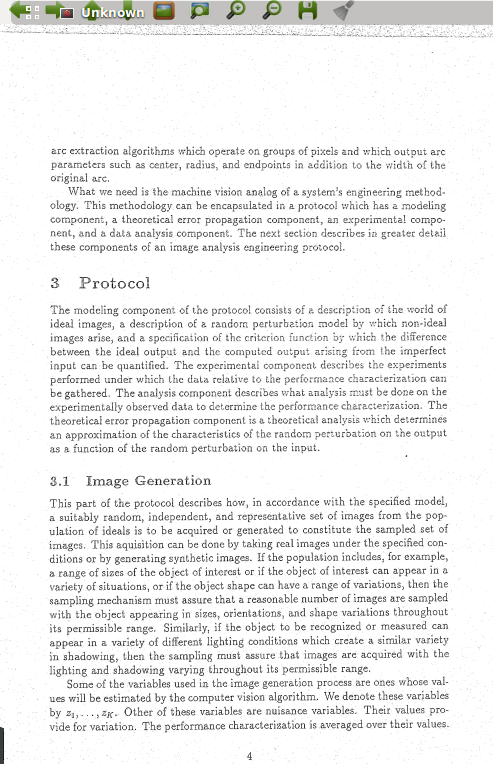 Unknown
arc extraction algorithms which operate on groups of pixels and which output arc
parameters such as center, radius, and endpoints in addition to the width of the
original arc.
What we need is the machine vision analog of a system's engineering method-
ology. This methodology can be encapsulated in a protocol which has a modeling
component, a theoretical error propagation component, an experimental compo-
nent, and a data analysis component. The next section describes in greater detail
these components of an image analysis engineering protocol.
3 Protocol
The modeling component of the protocol consists of a description of the world of
ideal images, a description of a random perturbation model by which non-ideal
images arise, and a specification of the criterion function by which the difference
between the ideal output and the computed output arising from the imperfect
input can be quantified. The experimental component describes the experiments
performed under which the data relative to the performance characterization can
be gathered. The analysis component describes what analysis must be done on the
experimentally observed data to determine the performance characterization. The
theoretical error propagation component is a theoretical analysis which determines
an approximation of the characteristics of the random perturbation on the output
as a function of the random perturbation on the input.
3.1 Image Generation
This part of the protocol describes how, in accordance with the specified model,
a suitably random, independent, and representative set of images from the pop-
ulation of ideals is to be acquired or generated to constitute the sampled set of
images. This aquisition can be done by taking real images under the specified con-
ditions or by generating synthetic images. If the population includes, for example,
a range of sizes of the object of interest or if the object of interest can appear in a
variety of situations, or if the object shape can have a range of variations, then the
sampling mechanism must assure that a reasonable number of images are sampled
with the object appearing in sizes, orientations, and shape variations throughout
its permissible range. Similarly, if the object to be recognized or measured can
appear in a variety of different lighting conditions which create a similar variety
in shadowing, then the sampling must assure that images are acquired with the
lighting and shadowing varying throughout its permissible range.
Some of the variables used in the image generation process are ones whose val-
ues will be estimated by the computer vision algorithm. We denote these variables
by z₁, . . . , z_K. Other of these variables are nuisance variables. Their values pro-
vide for variation. The performance characterization is averaged over their values.
4